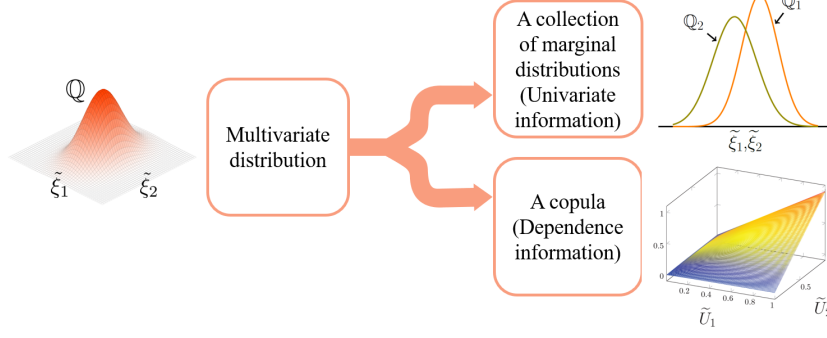 ℚ
ξ̃₁
ξ̃₂
Multivariate
distribution
A collection
of marginal
distributions
(Univariate
information)
A copula
(Dependence
information)
ℚ₂
ℚ₁
ξ̃₁,ξ̃₂
1
0.5
0
0.2
0.4
0.6
0.8
1
0.5
Ũ₁